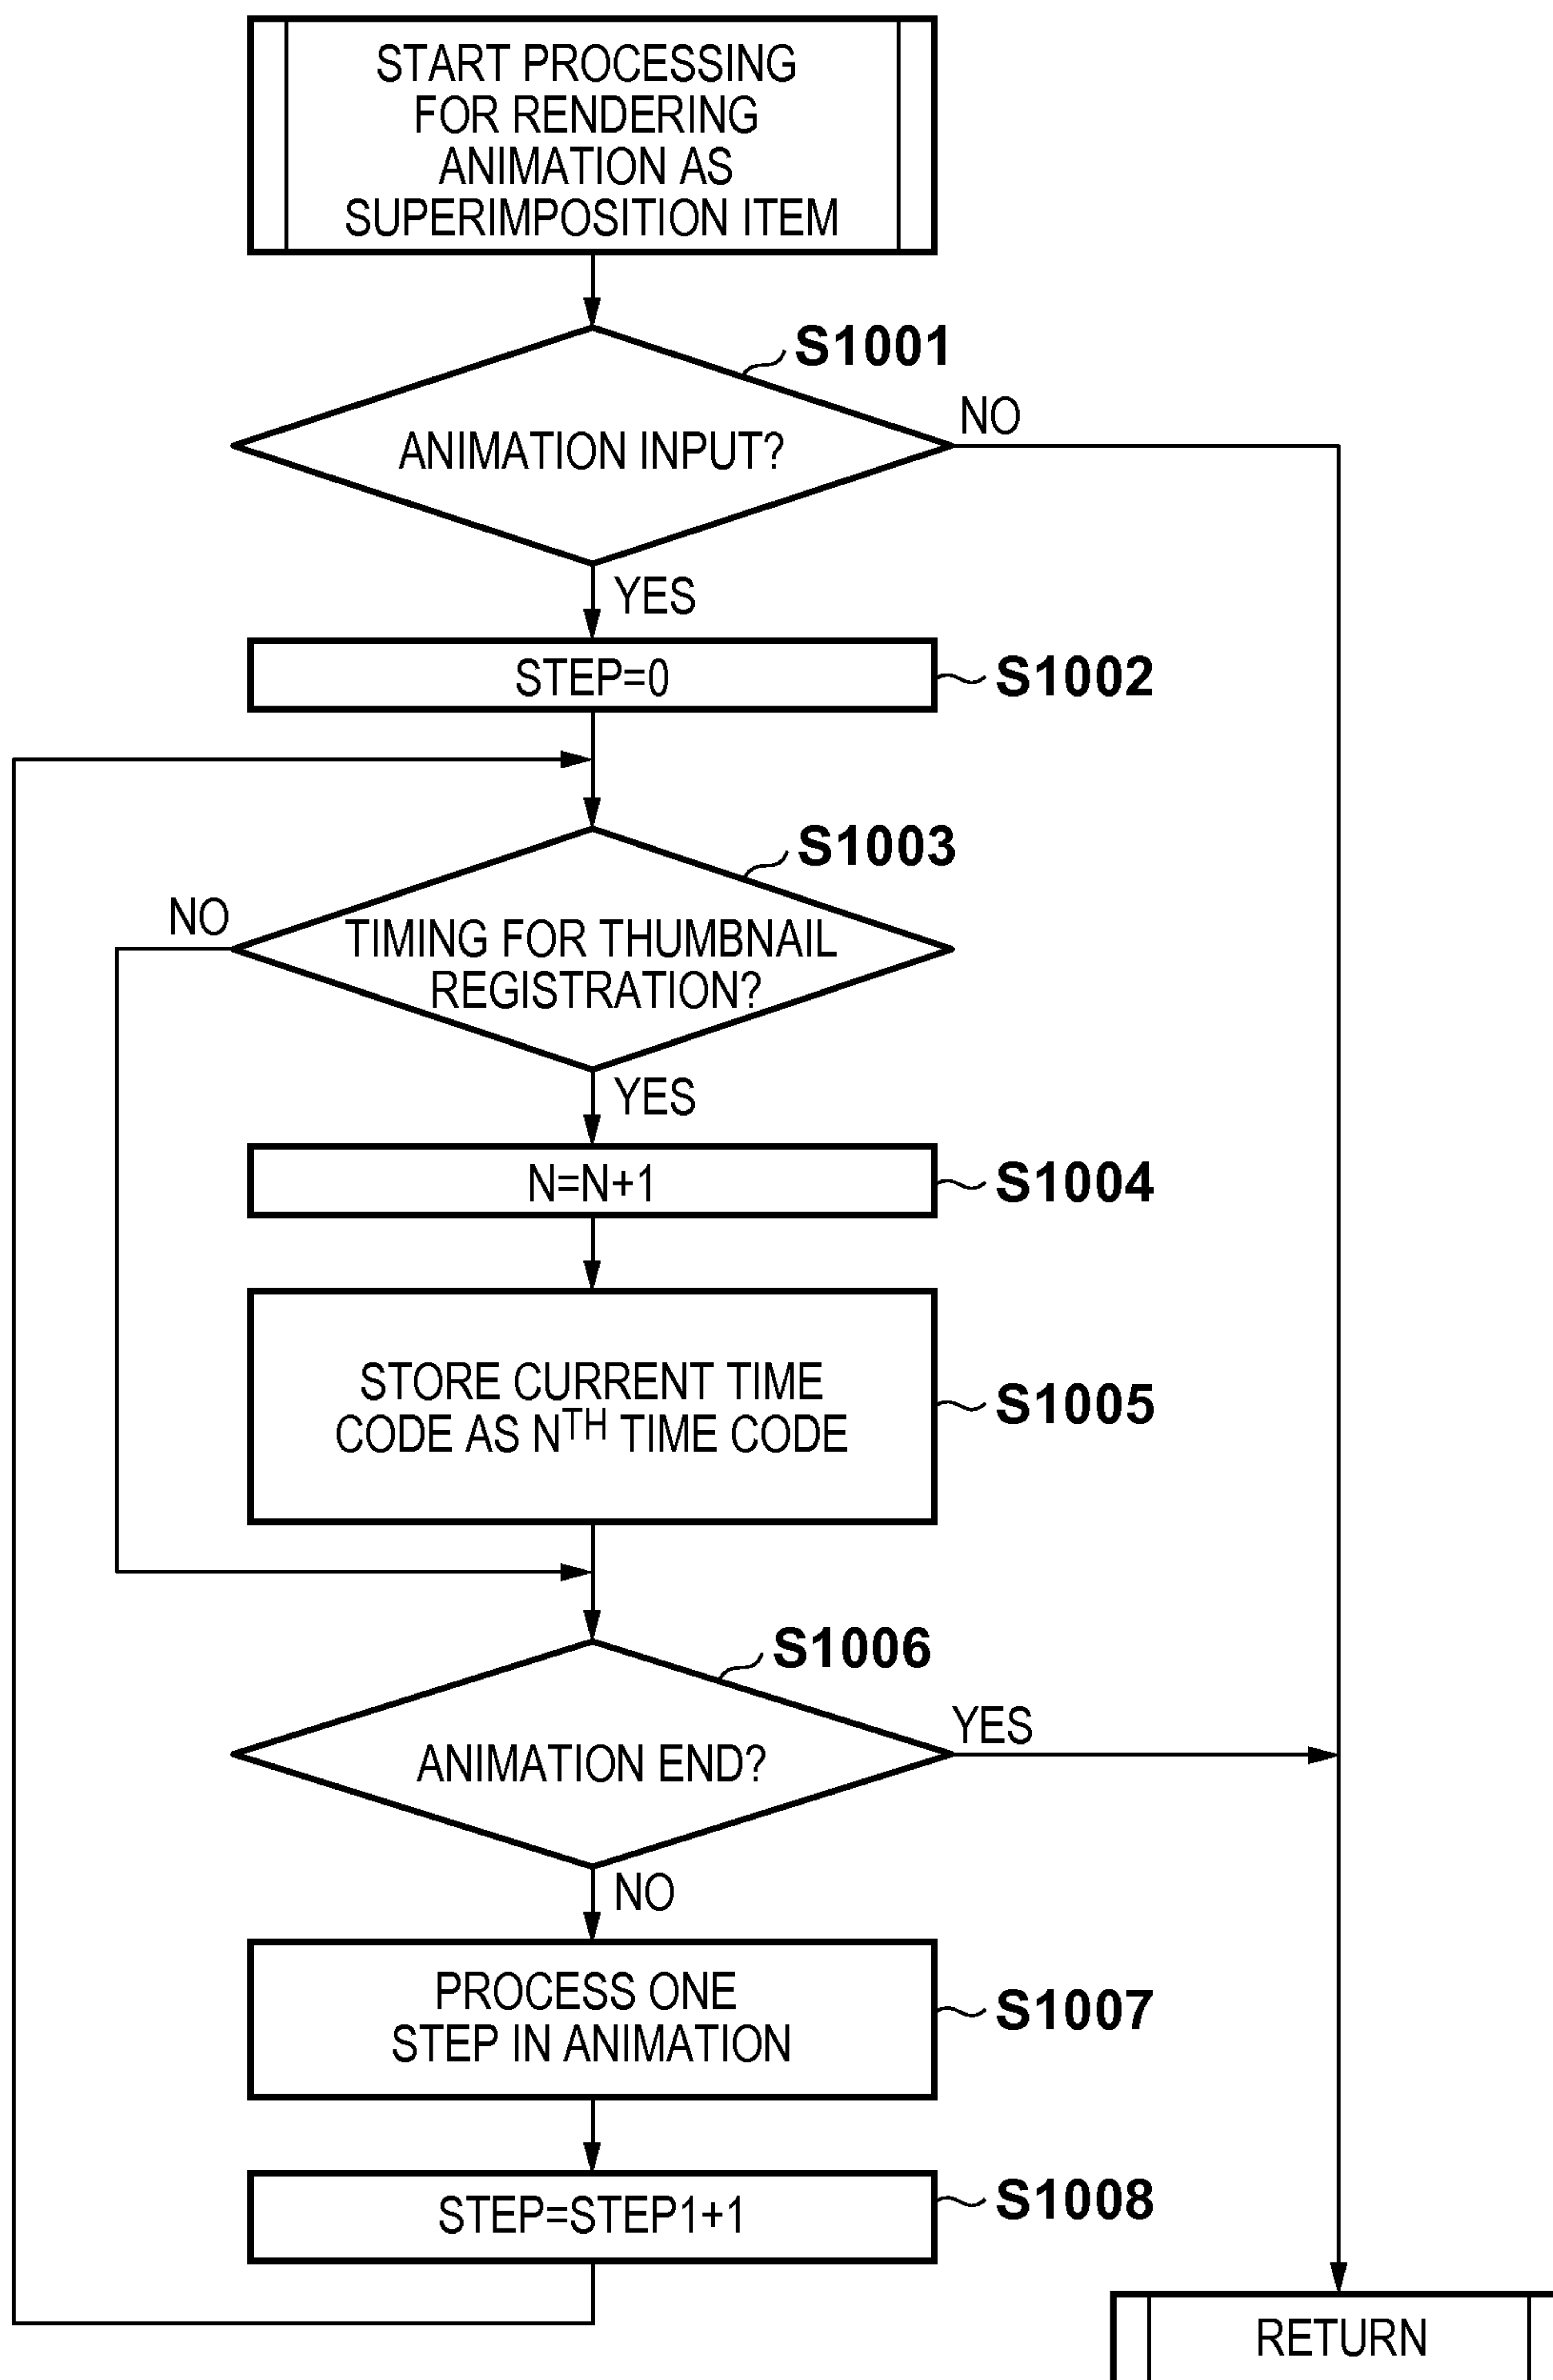 START PROCESSING
FOR RENDERING
ANIMATION AS
SUPERIMPOSITION ITEM
S1001
NO
ANIMATION INPUT?
YES
STEP=0
S1002
S1003
NO
TIMING FOR THUMBNAIL
REGISTRATION?
YES
N=N+1
S1004
STORE CURRENT TIME
CODE AS NTH TIME CODE
S1005
S1006
YES
ANIMATION END?
NO
PROCESS ONE
STEP IN ANIMATION
S1007
STEP=STEP1+1
S1008
RETURN